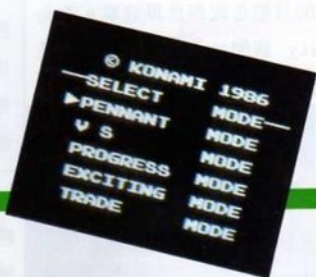 © KONAMI 1986
—SELECT MODE—
▶PENNANT MODE
V S MODE
PROGRESS MODE
EXCITING MODE
TRADE MODE